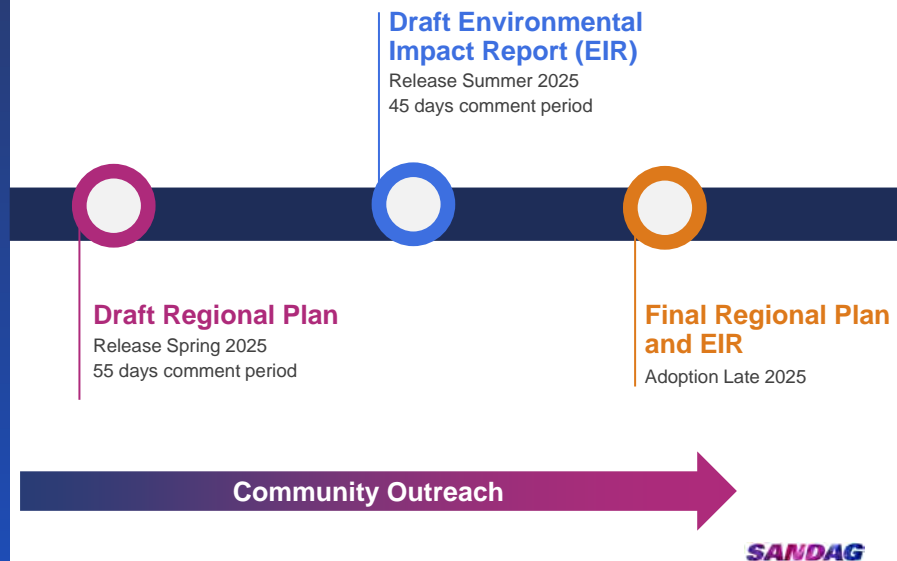 Draft Environmental
Impact Report (EIR)
Release Summer 2025
45 days comment period
Draft Regional Plan
Release Spring 2025
55 days comment period
Final Regional Plan
and EIR
Adoption Late 2025
Community Outreach
SANDAG